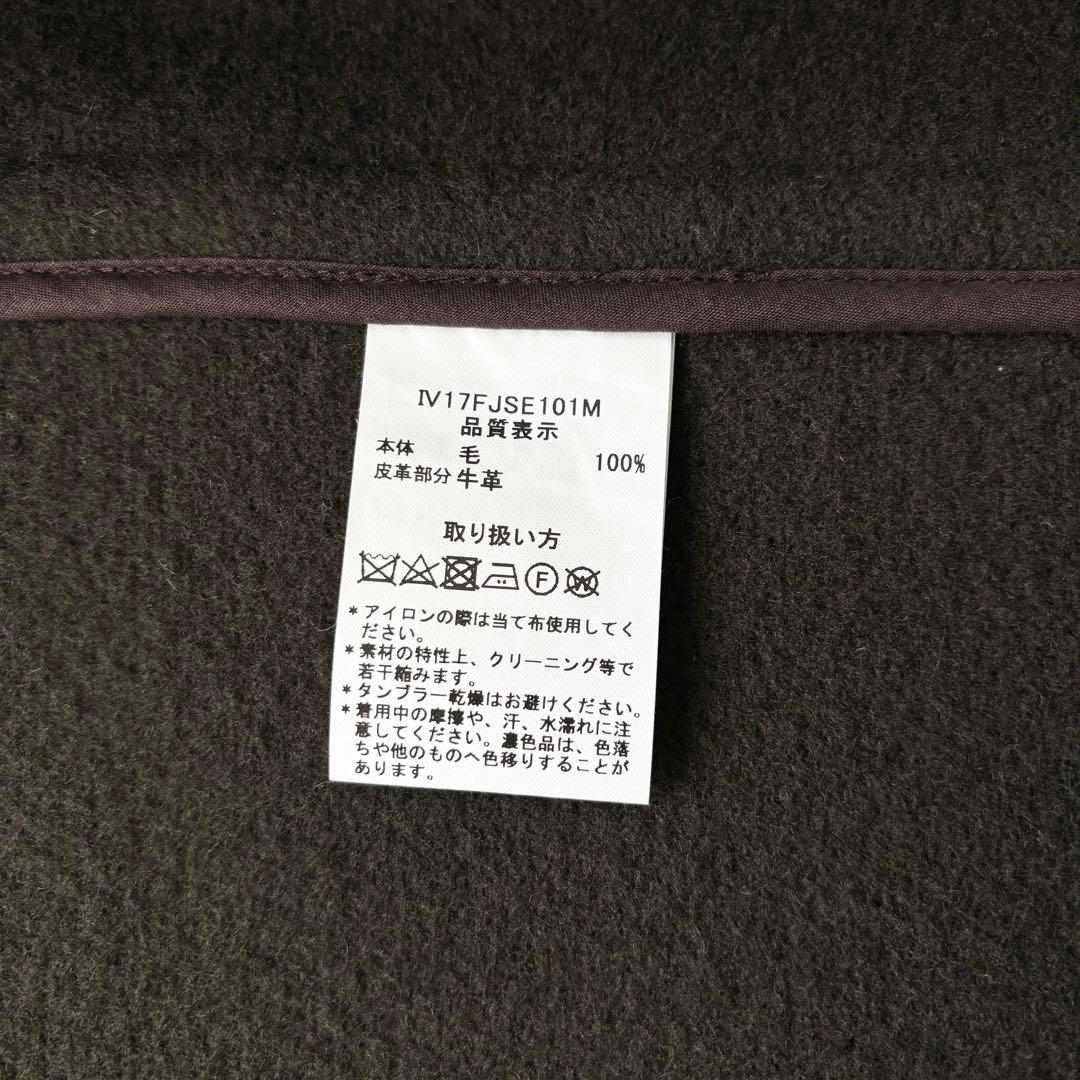 Ⅳ17FJSE101M
品質表示
本体 毛 100%
皮革部分 牛革
取り扱い方
F W
*アイロンの際は当て布使用してく
ださい。
*素材の特性上、クリーニング等で
若干縮みます。
*タンブラー乾燥はお避けください。
*着用中の摩擦や、汗、水濡れに注
意してください。濃色品は、色落
ちや他のものへ色移りすることが
あります。